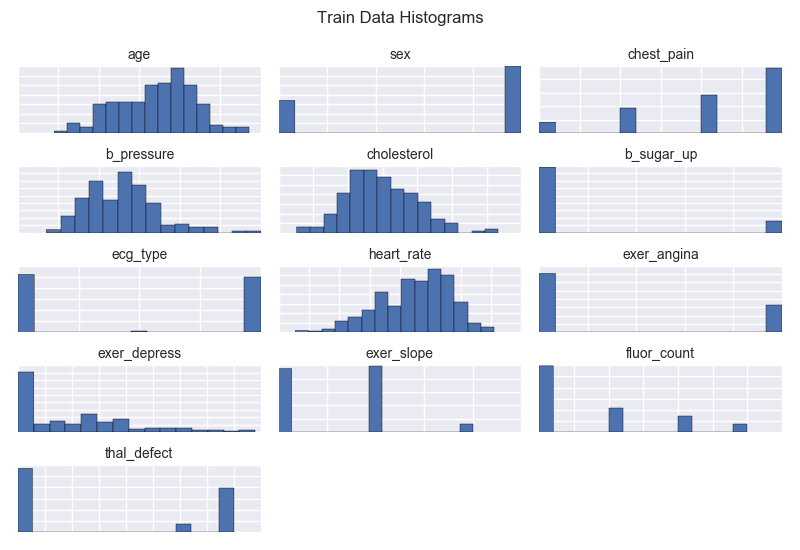 Train Data Histograms
age
sex
chest_pain
b_pressure
cholesterol
b_sugar_up
ecg_type
heart_rate
exer_angina
exer_depress
exer_slope
fluor_count
thal_defect